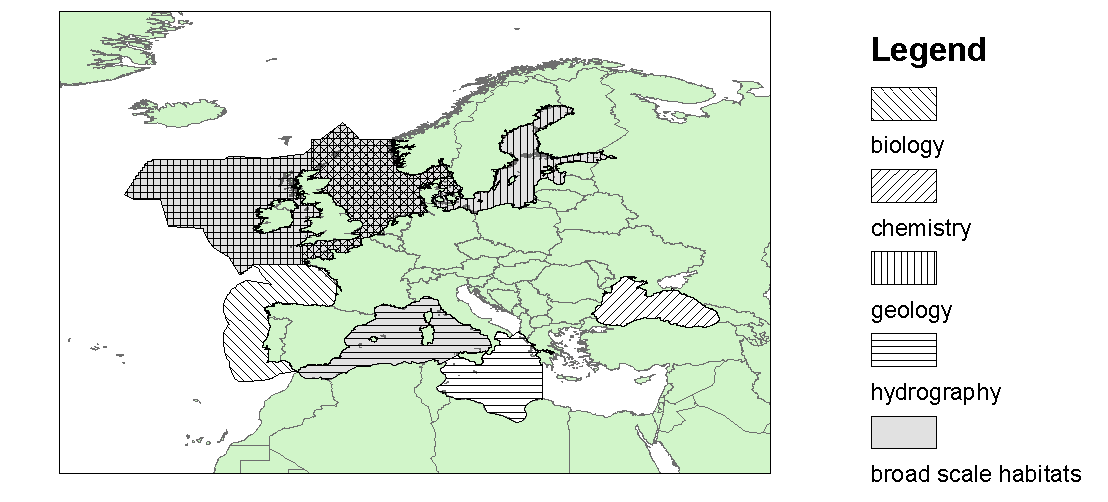 Legend
biology
chemistry
geology
hydrography
broad scale habitats